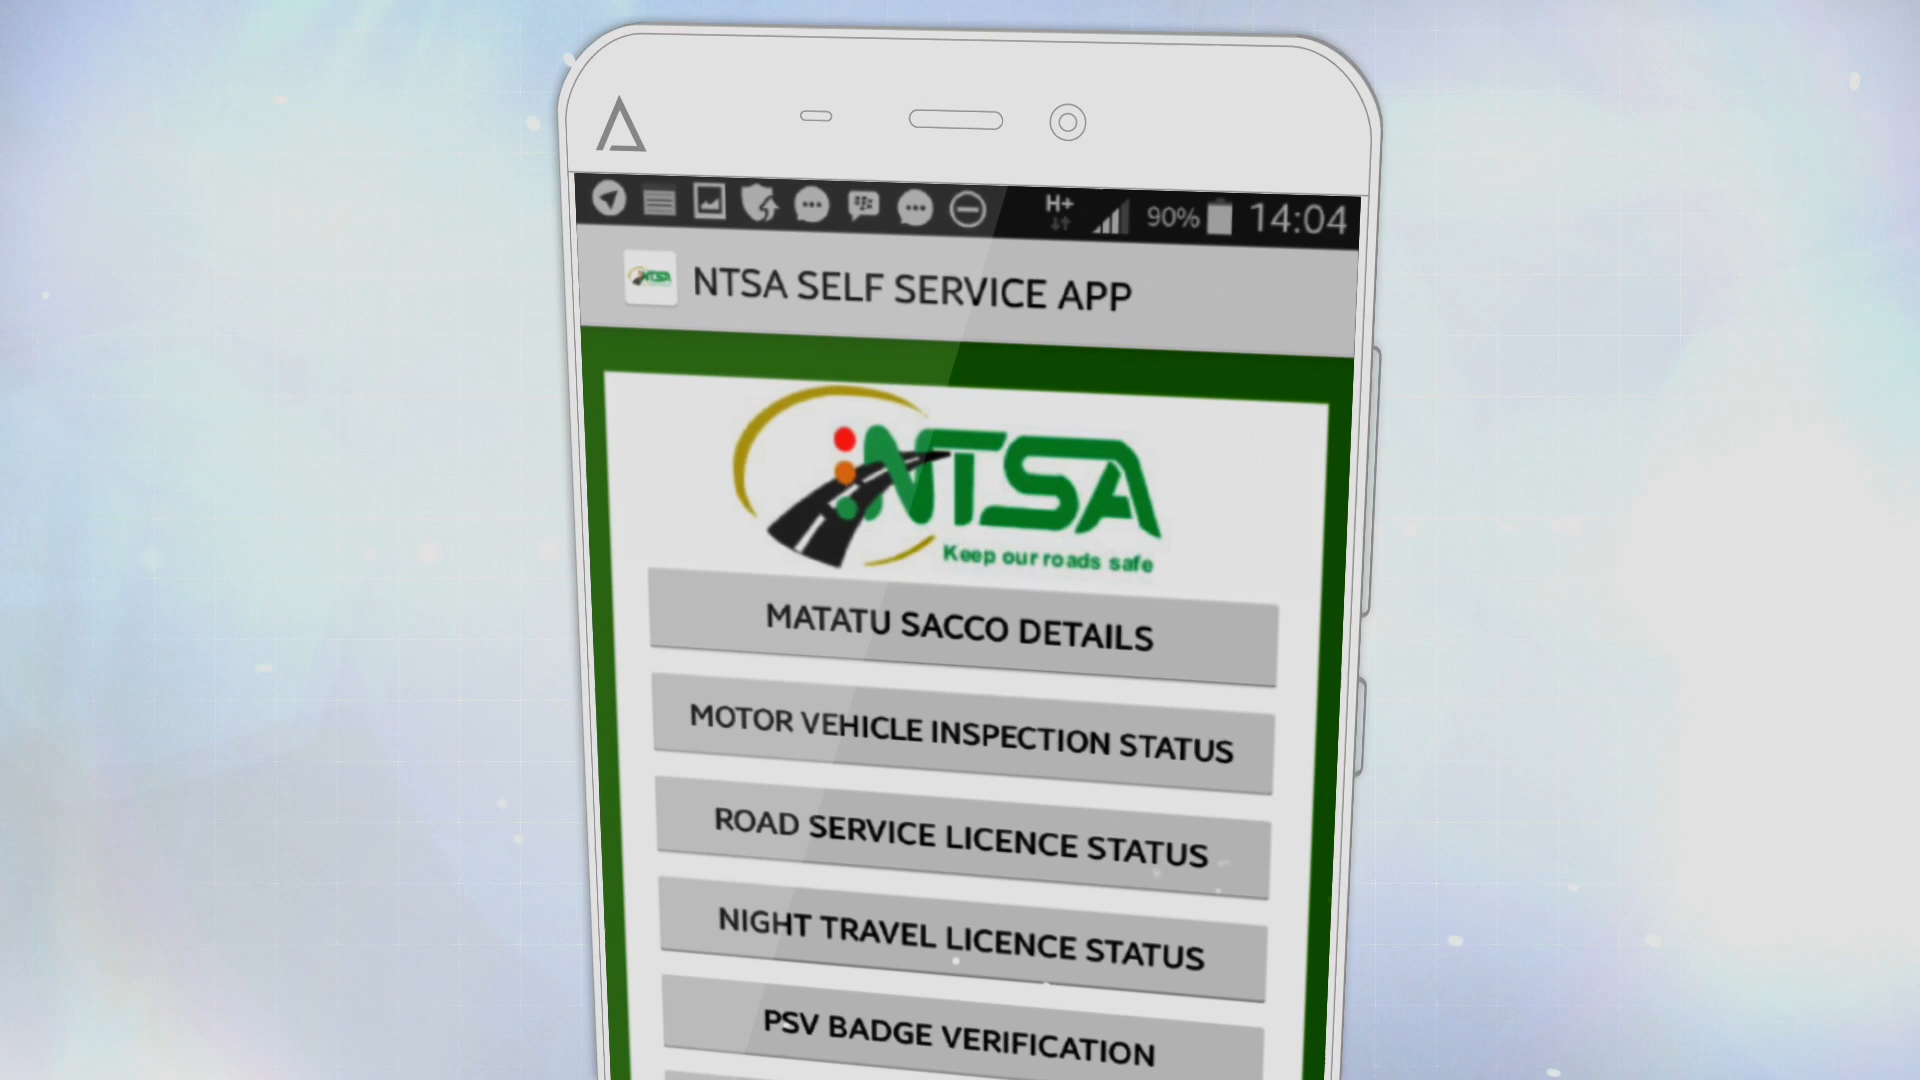 H+ 90% 14:04
NTSA
NTSA SELF SERVICE APP
NTSA
Keep our roads safe
MATATU SACCO DETAILS
MOTOR VEHICLE INSPECTION STATUS
ROAD SERVICE LICENCE STATUS
NIGHT TRAVEL LICENCE STATUS
PSV BADGE VERIFICATION